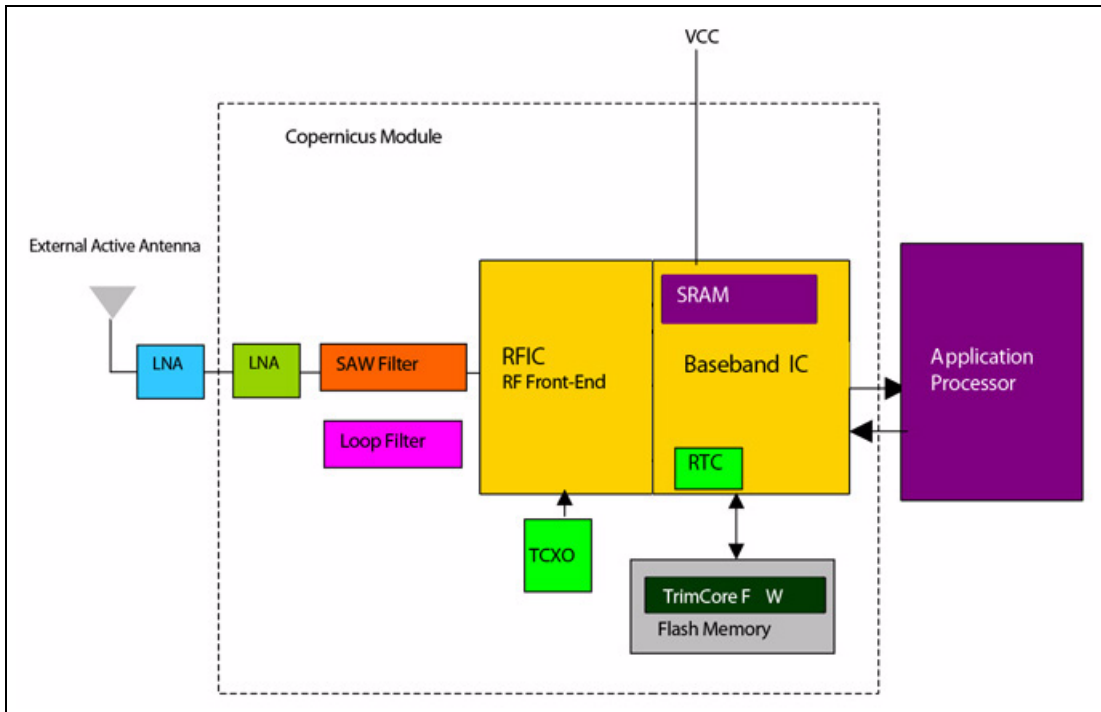 VCC
Copernicus Module
External Active Antenna
LNA
LNA
SAW Filter
Loop Filter
RFIC
RF Front-End
SRAM
Baseband IC
RTC
Application
Processor
TCXO
TrimCore F W
Flash Memory